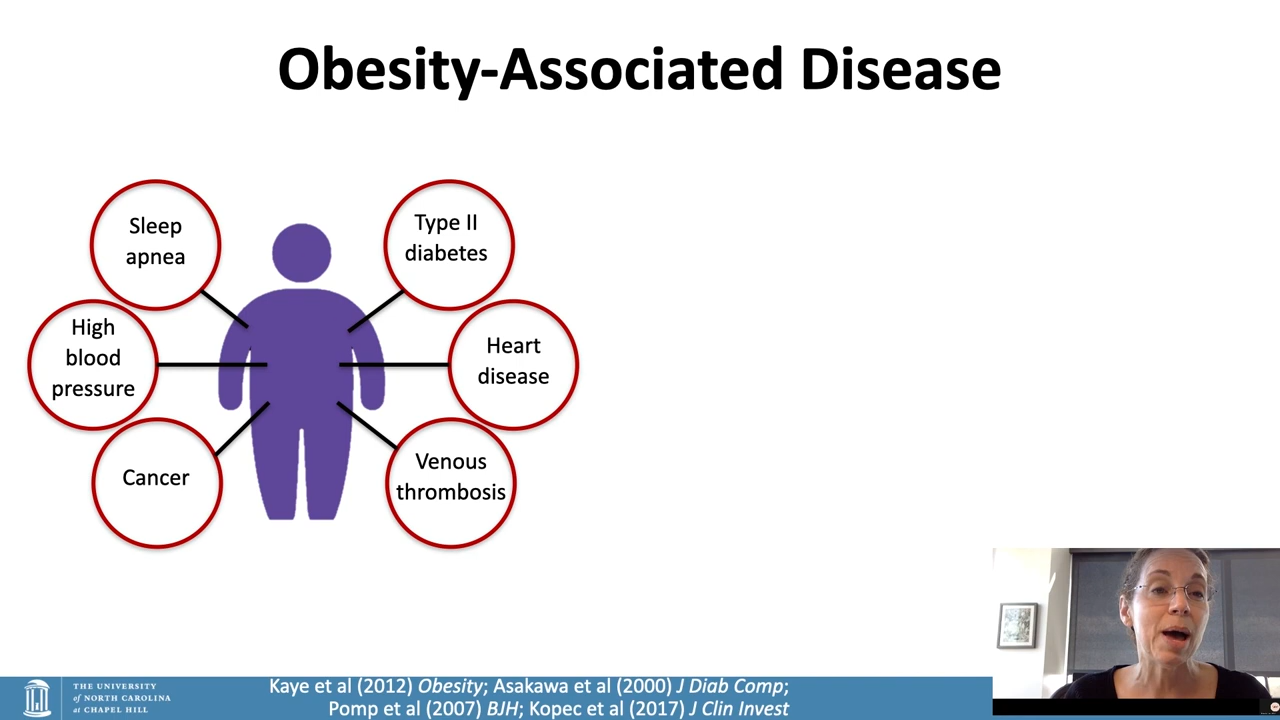 Obesity-Associated Disease
Sleep
apnea
Type II
diabetes
High
blood
pressure
Heart
disease
Cancer
Venous
thrombosis
THE UNIVERSITY
of NORTH CAROLINA
at CHAPEL HILL
Kaye et al (2012) Obesity; Asakawa et al (2000) J Diab Comp;
Pomp et al (2007) BJH; Kopec et al (2017) J Clin Invest